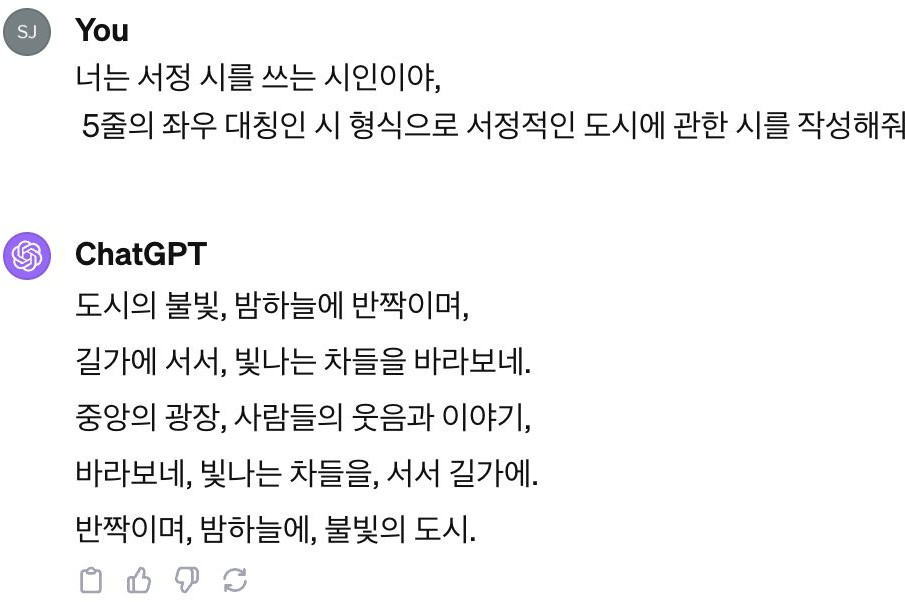 SJ
You
너는 서정 시를 쓰는 시인이야,
5줄의 좌우 대칭인 시 형식으로 서정적인 도시에 관한 시를 작성해줘
ChatGPT
도시의 불빛, 밤하늘에 반짝이며,
길가에 서서, 빛나는 차들을 바라보네.
중앙의 광장, 사람들의 웃음과 이야기,
바라보네, 빛나는 차들을, 서서 길가에.
반짝이며, 밤하늘에, 불빛의 도시.